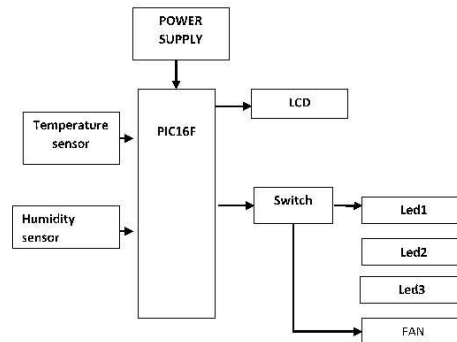 POWER
SUPPLY
LCD
Temperature
sensor
PIC16F
Switch
Led1
Humidity
sensor
Led2
Led3
FAN